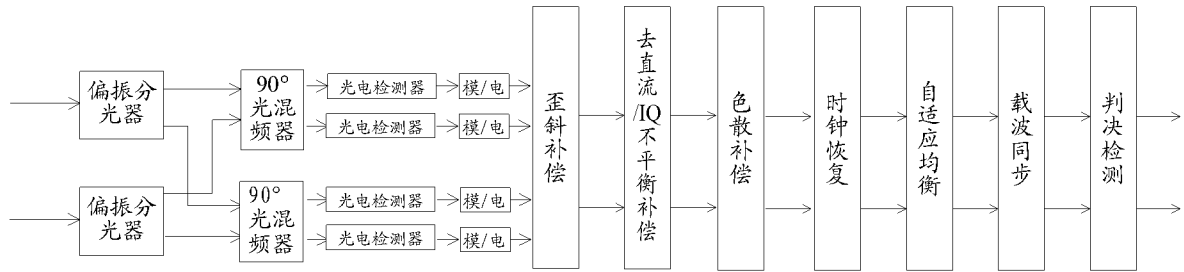 偏振分
光器
偏振分
光器
90°
光混
频器
90°
光混
频器
光电检测器
模/电
光电检测器
模/电
光电检测器
模/电
光电检测器
模/电
歪斜补偿
去直流/IQ不平衡补偿
色散补偿
时钟恢复
自适应均衡
载波同步
判决检测